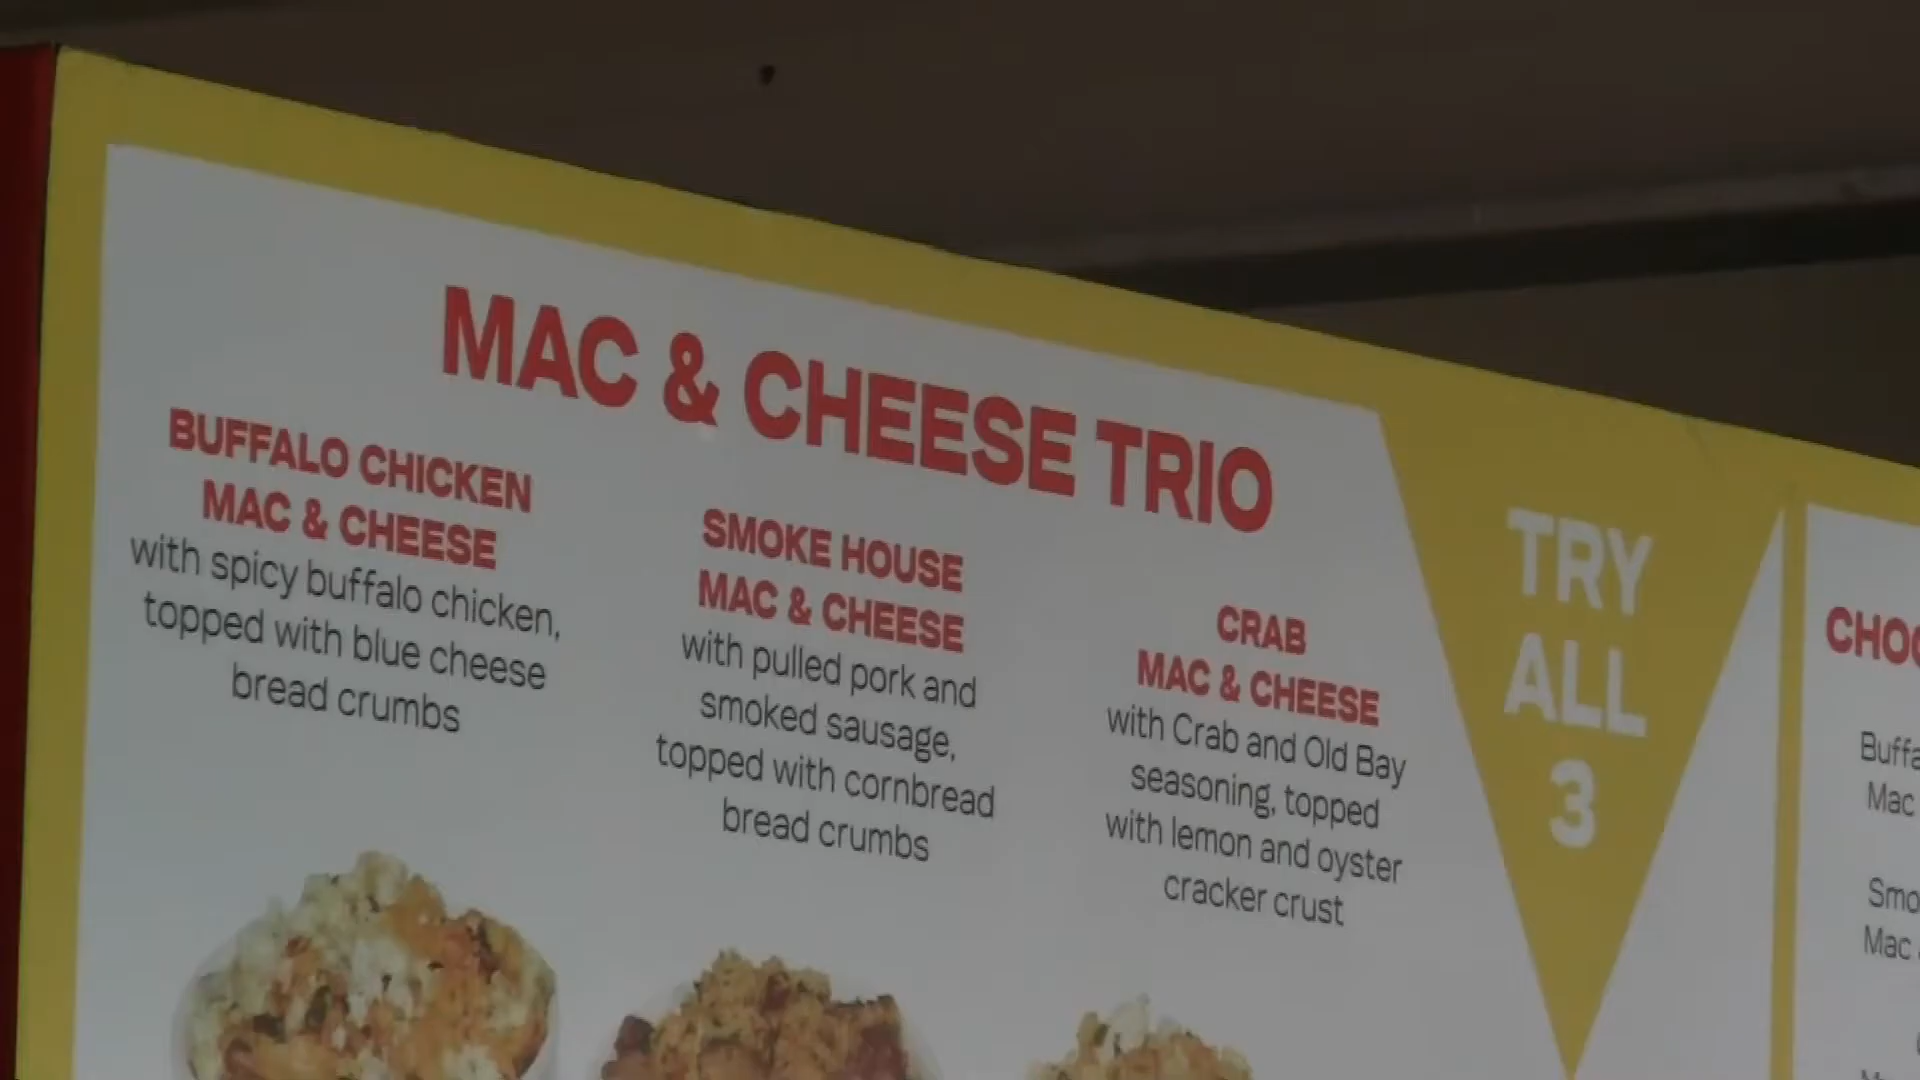 MAC & CHEESE TRIO
BUFFALO CHICKEN
MAC & CHEESE
with spicy buffalo chicken,
topped with blue cheese
bread crumbs
SMOKE HOUSE
MAC & CHEESE
with pulled pork and
smoked sausage,
topped with cornbread
bread crumbs
CRAB
MAC & CHEESE
with Crab and Old Bay
seasoning, topped
with lemon and oyster
cracker crust
TRY
ALL
3
Mac
Mac